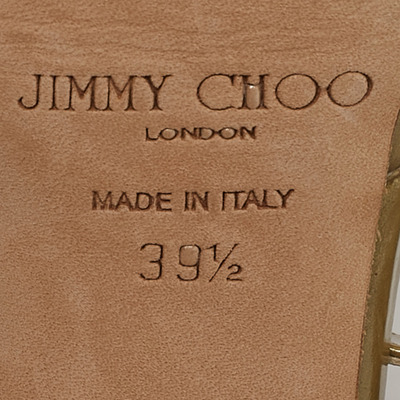 JIMMY CHOO
LONDON
MADE IN ITALY
39½